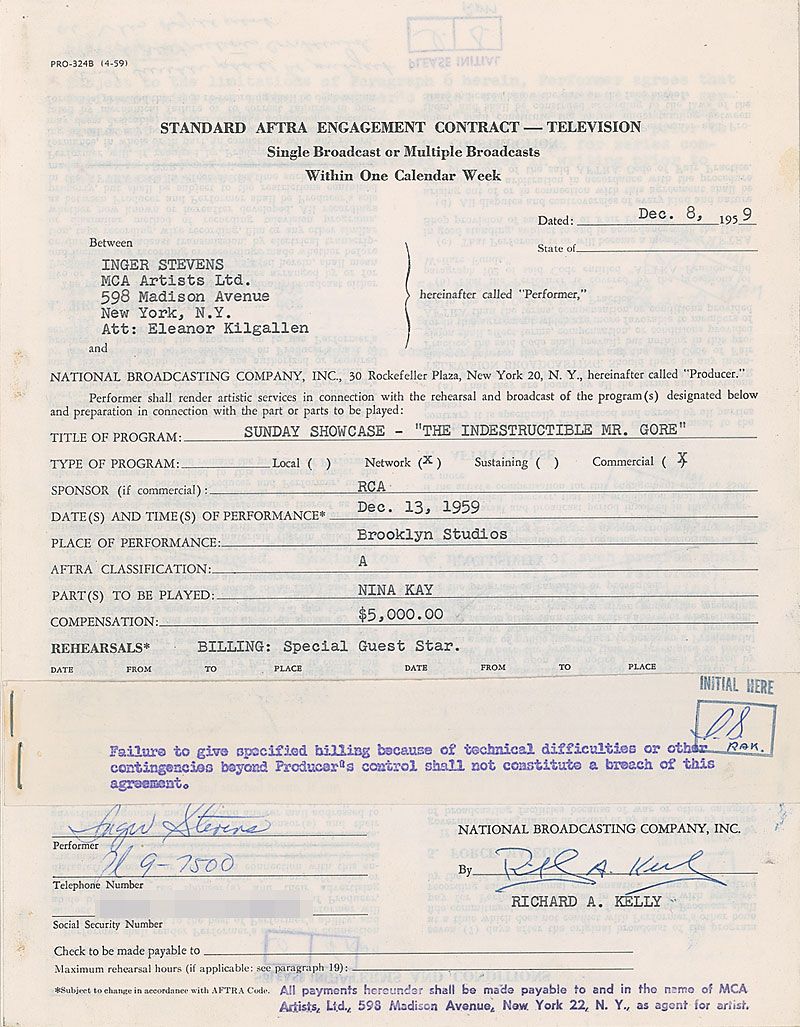 PRO-324B (4-59)
PLEASE INITIAL
STANDARD AFTRA ENGAGEMENT CONTRACT — TELEVISION
Single Broadcast or Multiple Broadcasts
Within One Calendar Week
Dated: Dec. 8, 1959
State of
Between
INGER STEVENS
MCA Artists Ltd.
598 Madison Avenue
New York, N.Y.
Att: Eleanor Kilgallen
hereinafter called "Performer,"
and
NATIONAL BROADCASTING COMPANY, INC., 30 Rockefeller Plaza, New York 20, N. Y., hereinafter called "Producer."
Performer shall render artistic services in connection with the rehearsal and broadcast of the program(s) designated below
and preparation in connection with the part or parts to be played:
TITLE OF PROGRAM: SUNDAY SHOWCASE - "THE INDESTRUCTIBLE MR. GORE"
TYPE OF PROGRAM: Local ( ) Network (X) Sustaining ( ) Commercial ( X
SPONSOR (if commercial): RCA
DATE(S) AND TIME(S) OF PERFORMANCE* Dec. 13, 1959
PLACE OF PERFORMANCE: Brooklyn Studios
AFTRA CLASSIFICATION: A
PART(S) TO BE PLAYED: NINA KAY
COMPENSATION: $5,000.00
REHEARSALS* BILLING: Special Guest Star.
DATE FROM TO PLACE DATE FROM TO PLACE
INITIAL HERE
IS
RAK.
Failure to give specified billing because of technical difficulties or other
contingencies beyond Producer's control shall not constitute a breach of this
agreement.
Inger Stevens
Performer
Pl 9-7500
Telephone Number
Social Security Number
NATIONAL BROADCASTING COMPANY, INC.
By Richard A. Kelly
RICHARD A. KELLY
Check to be made payable to
Maximum rehearsal hours (if applicable: see paragraph 19):
*Subject to change in accordance with AFTRA Code.
All payments hereunder shall be made payable to and in the name of MCA
Artists, Ltd., 598 Madison Avenue, New York 22, N. Y., as agent for artist.